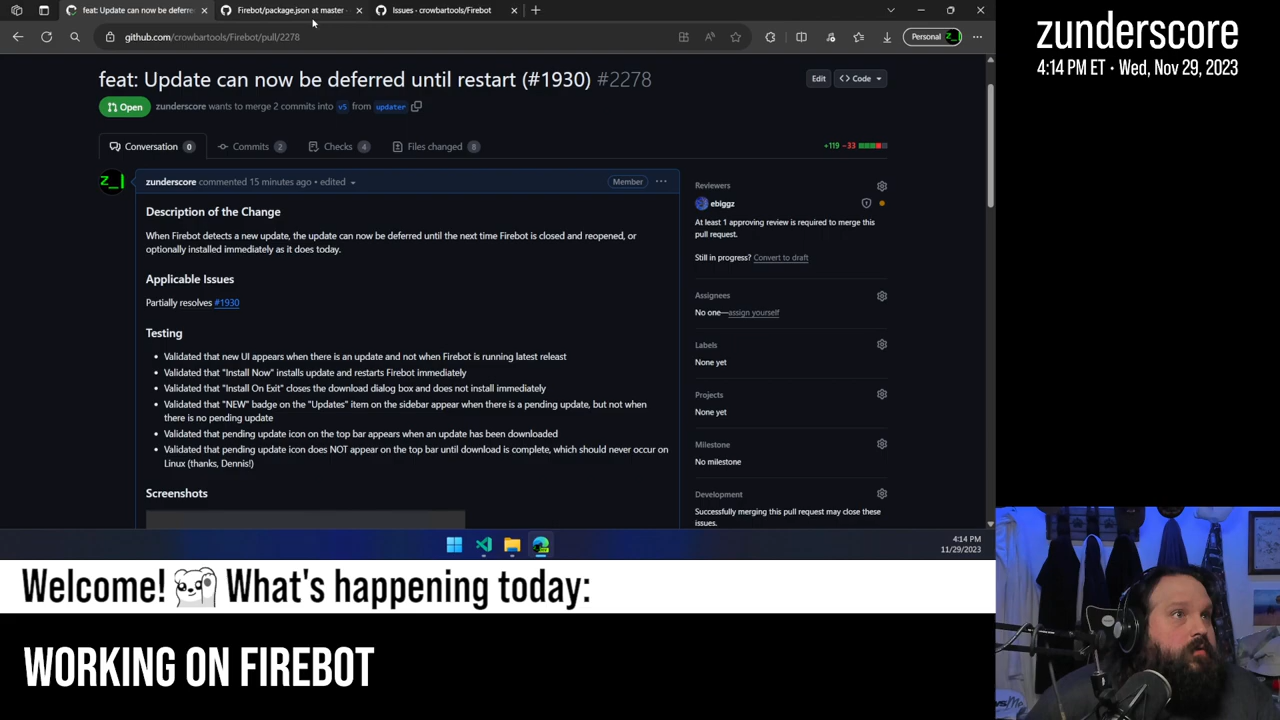 feat: Update can now be deferre
Firebot/package.json at master
Issues - crowbartools/Firebot
github.com/crowbartools/Firebot/pull/2278
Personal
zunderscore
4:14 PM ET • Wed, Nov 29, 2023
feat: Update can now be deferred until restart (#1930) #2278
Edit
<> Code
Open
zunderscore wants to merge 2 commits into v5 from updater
Conversation 0
Commits 2
Checks 4
Files changed 8
+119 −33
zunderscore commented 15 minutes ago • edited
Member
Description of the Change
When Firebot detects a new update, the update can now be deferred until the next time Firebot is closed and reopened, or
optionally installed immediately as it does today.
Applicable Issues
Partially resolves #1930
Testing
• Validated that new UI appears when there is an update and not when Firebot is running latest releast
• Validated that "Install Now" installs update and restarts Firebot immediately
• Validated that "Install On Exit" closes the download dialog box and does not install immediately
• Validated that "NEW" badge on the "Updates" item on the sidebar appear when there is a pending update, but not when
there is no pending update
• Validated that pending update icon on the top bar appears when an update has been downloaded
• Validated that pending update icon does NOT appear on the top bar until download is complete, which should never occur on
Linux (thanks, Dennis!)
Screenshots
Reviewers
ebiggz
At least 1 approving review is required to merge this
pull request.
Still in progress? Convert to draft
Assignees
No one—assign yourself
Labels
None yet
Projects
None yet
Milestone
No milestone
Development
Successfully merging this pull request may close these
issues.
4:14 PM
11/29/2023
Welcome! What's happening today:
WORKING ON FIREBOT